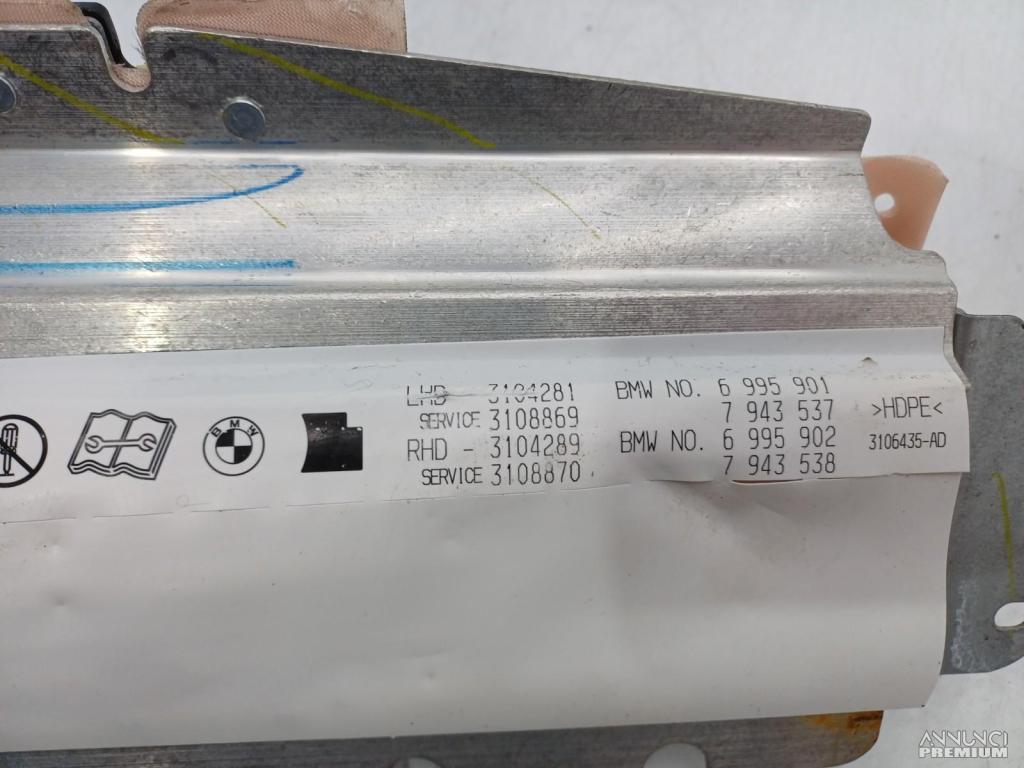 LHD - 3104281 BMW NO. 6 995 901
SERVICE 3108869 7 943 537 >HDPE<
RHD - 3104289 BMW NO. 6 995 902 3106435-AD
SERVICE 3108870 7 943 538
BMW
ANNUNCI
PREMIUM